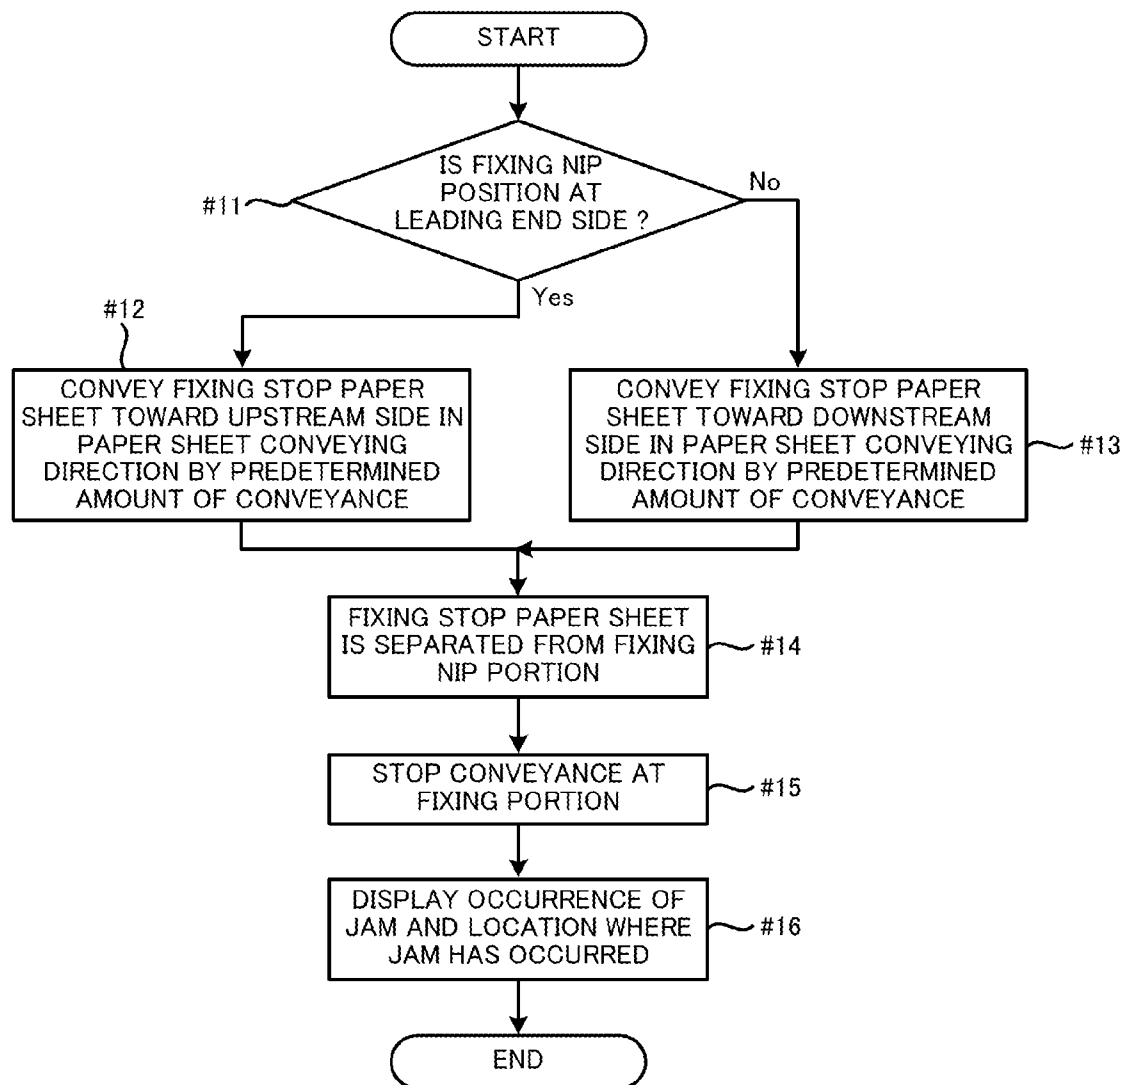 START
IS FIXING NIP
POSITION AT
LEADING END SIDE ?
#11
No
Yes
#12
CONVEY FIXING STOP PAPER
SHEET TOWARD UPSTREAM SIDE IN
PAPER SHEET CONVEYING
DIRECTION BY PREDETERMINED
AMOUNT OF CONVEYANCE
CONVEY FIXING STOP PAPER
SHEET TOWARD DOWNSTREAM
SIDE IN PAPER SHEET CONVEYING
DIRECTION BY PREDETERMINED
AMOUNT OF CONVEYANCE
#13
FIXING STOP PAPER SHEET
IS SEPARATED FROM FIXING
NIP PORTION
#14
STOP CONVEYANCE AT
FIXING PORTION
#15
DISPLAY OCCURRENCE OF
JAM AND LOCATION WHERE
JAM HAS OCCURRED
#16
END